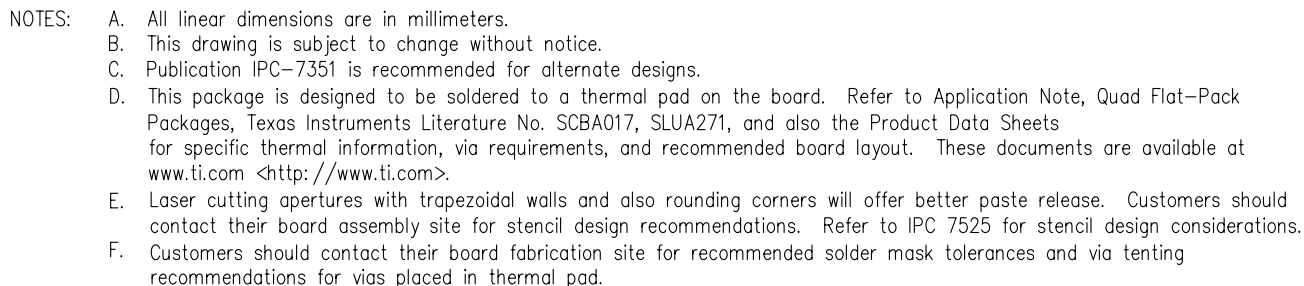 NOTES: A. All linear dimensions are in millimeters.
B. This drawing is subject to change without notice.
C. Publication IPC-7351 is recommended for alternate designs.
D. This package is designed to be soldered to a thermal pad on the board. Refer to Application Note, Quad Flat-Pack
Packages, Texas Instruments Literature No. SCBA017, SLUA271, and also the Product Data Sheets
for specific thermal information, via requirements, and recommended board layout. These documents are available at
www.ti.com <http://www.ti.com>.
E. Laser cutting apertures with trapezoidal walls and also rounding corners will offer better paste release. Customers should
contact their board assembly site for stencil design recommendations. Refer to IPC 7525 for stencil design considerations.
F. Customers should contact their board fabrication site for recommended solder mask tolerances and via tenting
recommendations for vias placed in thermal pad.